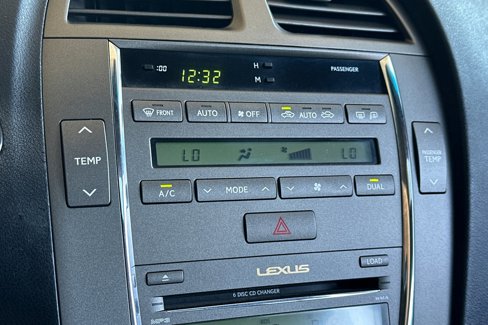 :00 H
12:32 M PASSENGER
FRONT AUTO OFF AUTO
TEMP LO LO PASSENGER TEMP
A/C MODE DUAL
LEXUS LOAD
6 DISC CD CHANGER
MP3